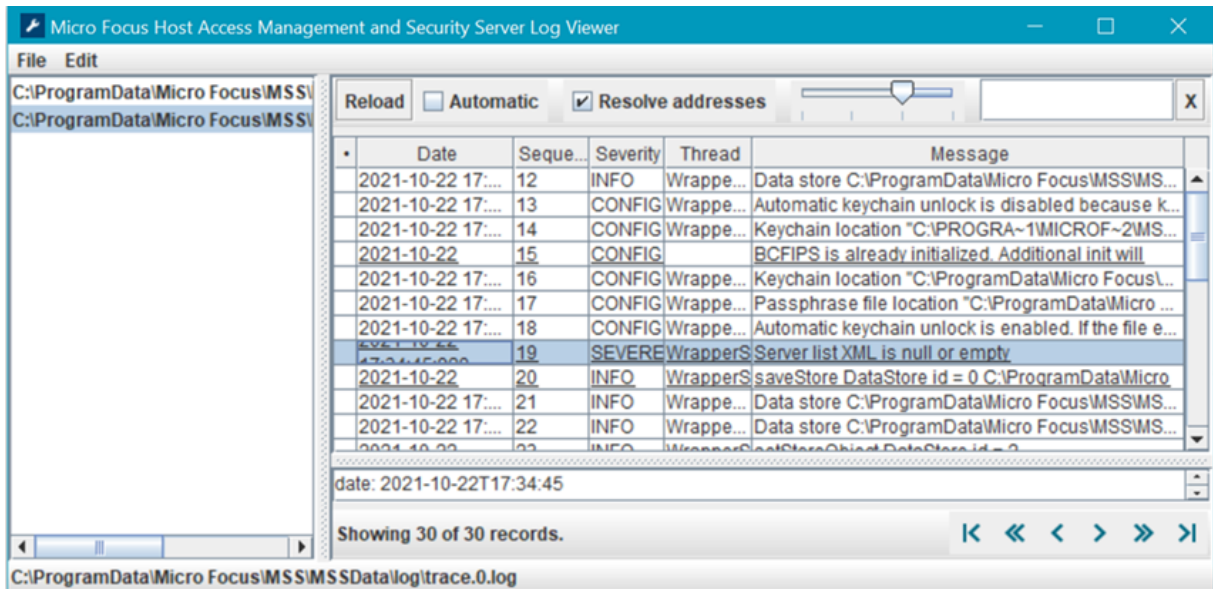 Micro Focus Host Access Management and Security Server Log Viewer
File Edit
C:\ProgramData\Micro Focus\MSS\
C:\ProgramData\Micro Focus\MSS\
Reload Automatic Resolve addresses X
• Date Seque... Severity Thread Message
2021-10-22 17:... 12 INFO Wrappe... Data store C:\ProgramData\Micro Focus\MSS\MS...
2021-10-22 17:... 13 CONFIG Wrappe... Automatic keychain unlock is disabled because k...
2021-10-22 17:... 14 CONFIG Wrappe... Keychain location "C:\PROGRA~1\MICROF~2\MS...
2021-10-22 15 CONFIG BCFIPS is already initialized. Additional init will
2021-10-22 17:... 16 CONFIG Wrappe... Keychain location "C:\ProgramData\Micro Focus\...
2021-10-22 17:... 17 CONFIG Wrappe... Passphrase file location "C:\ProgramData\Micro ...
2021-10-22 17:... 18 CONFIG Wrappe... Automatic keychain unlock is enabled. If the file e...
19 SEVERE WrapperS Server list XML is null or empty
2021-10-22 20 INFO WrapperS saveStore DataStore id = 0 C:\ProgramData\Micro
2021-10-22 17:... 21 INFO Wrappe... Data store C:\ProgramData\Micro Focus\MSS\MS...
2021-10-22 17:... 22 INFO Wrappe... Data store C:\ProgramData\Micro Focus\MSS\MS...
date: 2021-10-22T17:34:45
Showing 30 of 30 records.
C:\ProgramData\Micro Focus\MSS\MSSData\log\trace.0.log